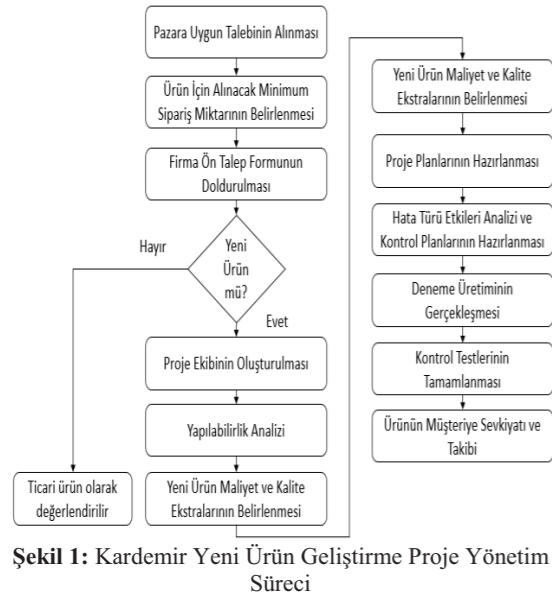 Pazara Uygun Talebinin Alınması
Ürün İçin Alınacak Minimum
Sipariş Miktarının Belirlenmesi
Firma Ön Talep Formunun
Doldurulması
Hayır
Yeni
Ürün
mü?
Evet
Proje Ekibinin Oluşturulması
Yapılabilirlik Analizi
Ticari ürün olarak
değerlendirilir
Yeni Ürün Maliyet ve Kalite
Ekstralarının Belirlenmesi
Yeni Ürün Maliyet ve Kalite
Ekstralarının Belirlenmesi
Proje Planlarının Hazırlanması
Hata Türü Etkileri Analizi ve
Kontrol Planlarının Hazırlanması
Deneme Üretiminin
Gerçekleşmesi
Kontrol Testlerinin
Tamamlanması
Ürünün Müşteriye Sevkiyatı ve
Takibi
Şekil 1: Kardemir Yeni Ürün Geliştirme Proje Yönetim
Süreci